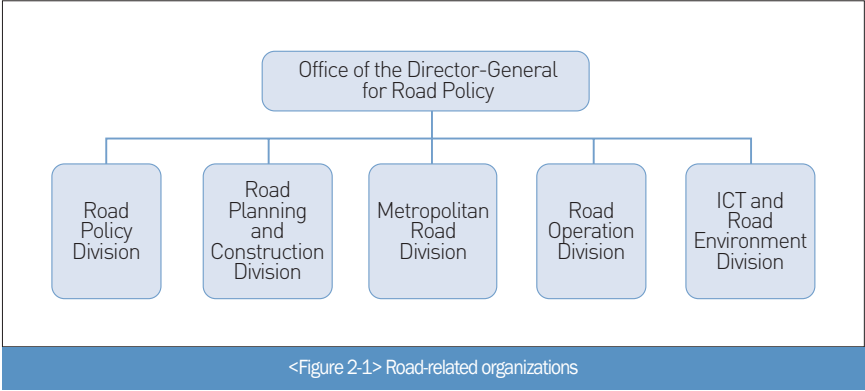 Office of the Director-General
for Road Policy
Road
Policy
Division
Road
Planning
and
Construction
Division
Metropolitan
Road
Division
Road
Operation
Division
ICT and
Road
Environment
Division
<Figure 2-1> Road-related organizations